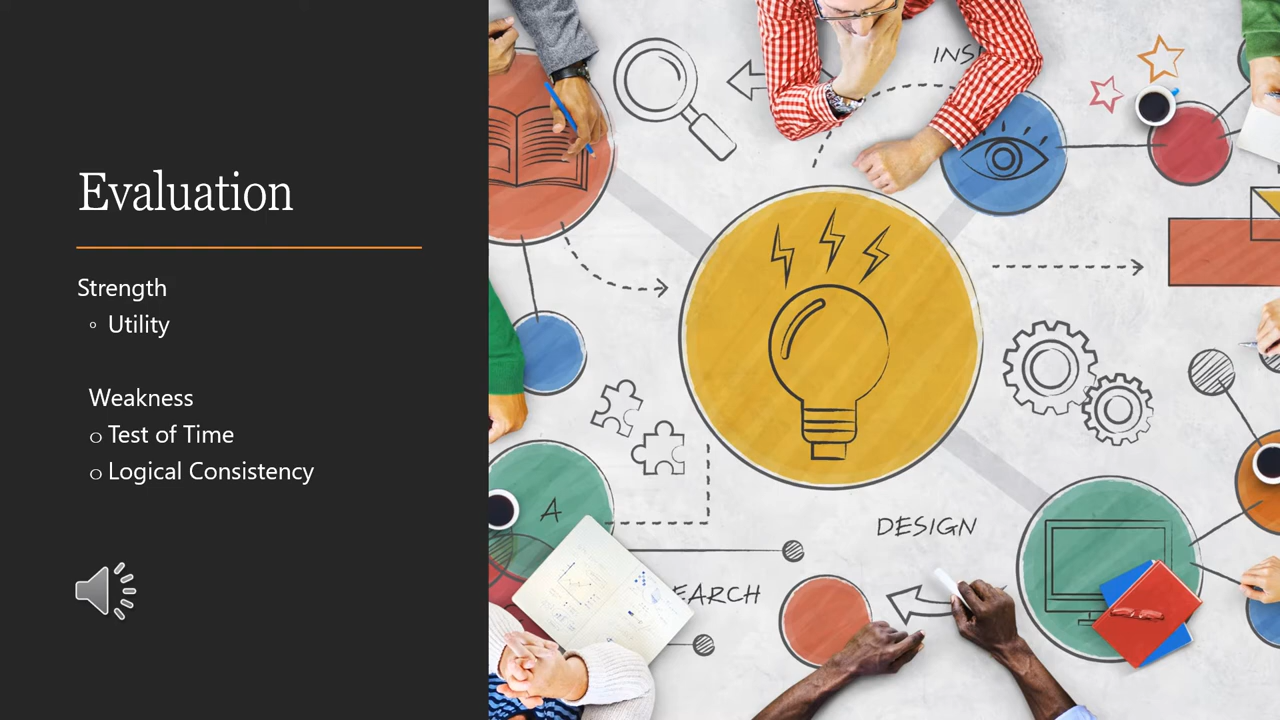 Evaluation
Strength
◦ Utility
Weakness
o Test of Time
o Logical Consistency
INS
A
DESIGN
EARCH